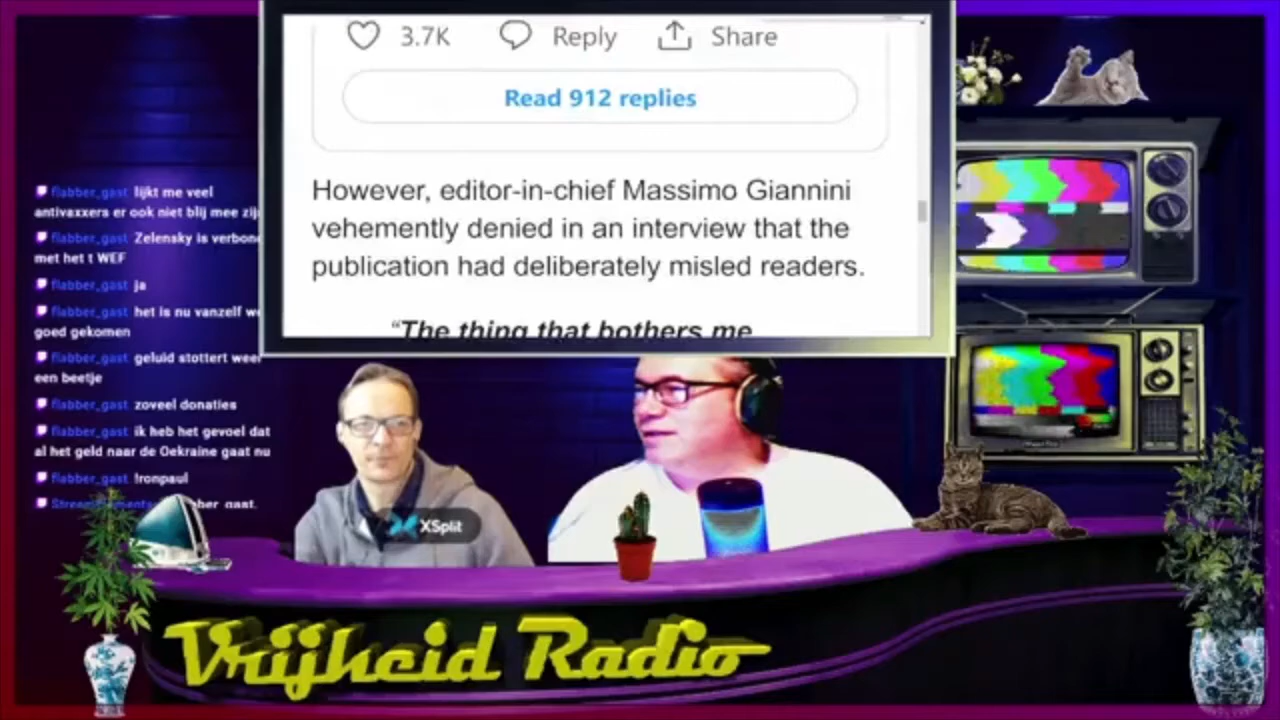 3.7K Reply Share
Read 912 replies
However, editor-in-chief Massimo Giannini
vehemently denied in an interview that the
publication had deliberately misled readers.
“The thing that bothers me
flabber_gast lijkt me veel
antivaxxers er ook niet blij mee
flabber_gast Zelensky is
met het t WEF
flabber_gast ja
flabber_gast het is nu vanzelf
goed gekomen
flabber_gast geluid stottert weer
een beetje
flabber_gast zoveel donaties
flabber_gast ik heb het gevoel dat
al het geld naar de Oekraine gaat nu
flabber_gast !ronpaul
XSplit
Vrijheid Radio